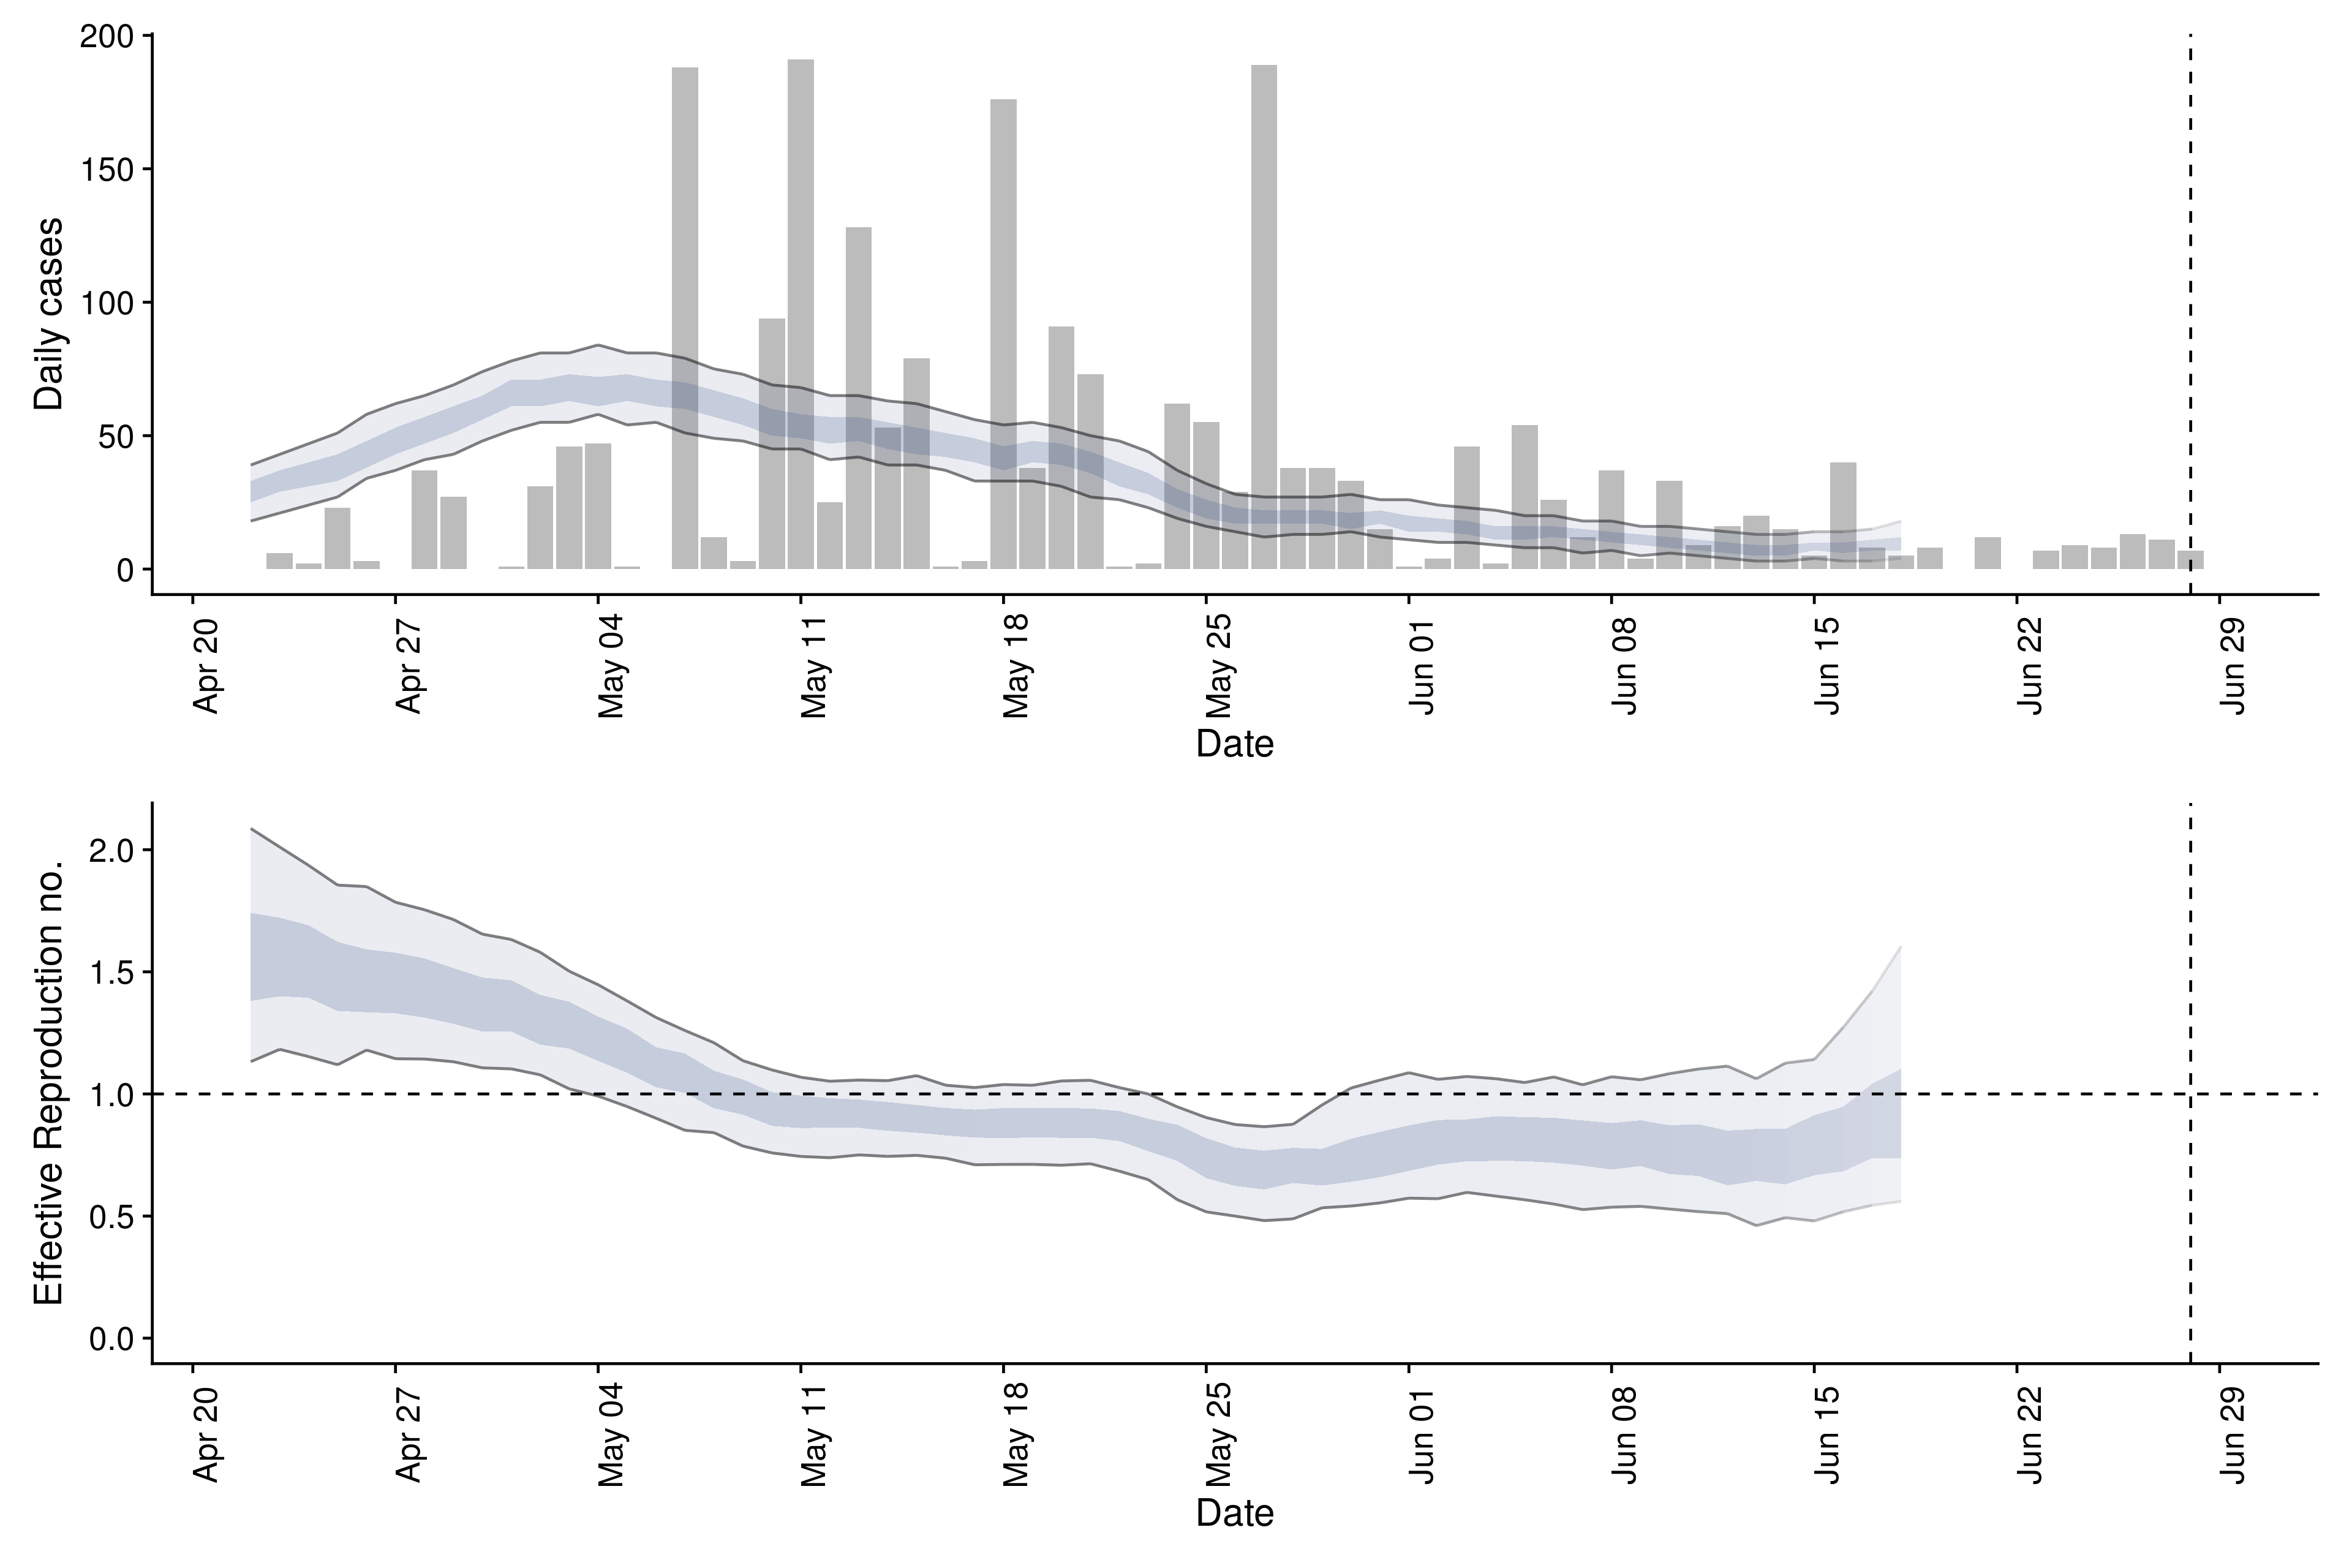 Daily cases
200
150
100
50
0
Apr 20
Apr 27
May 04
May 11
May 18
May 25
Jun 01
Jun 08
Jun 15
Jun 22
Jun 29
Date
Effective Reproduction no.
2.0
1.5
1.0
0.5
0.0
Apr 20
Apr 27
May 04
May 11
May 18
May 25
Jun 01
Jun 08
Jun 15
Jun 22
Jun 29
Date